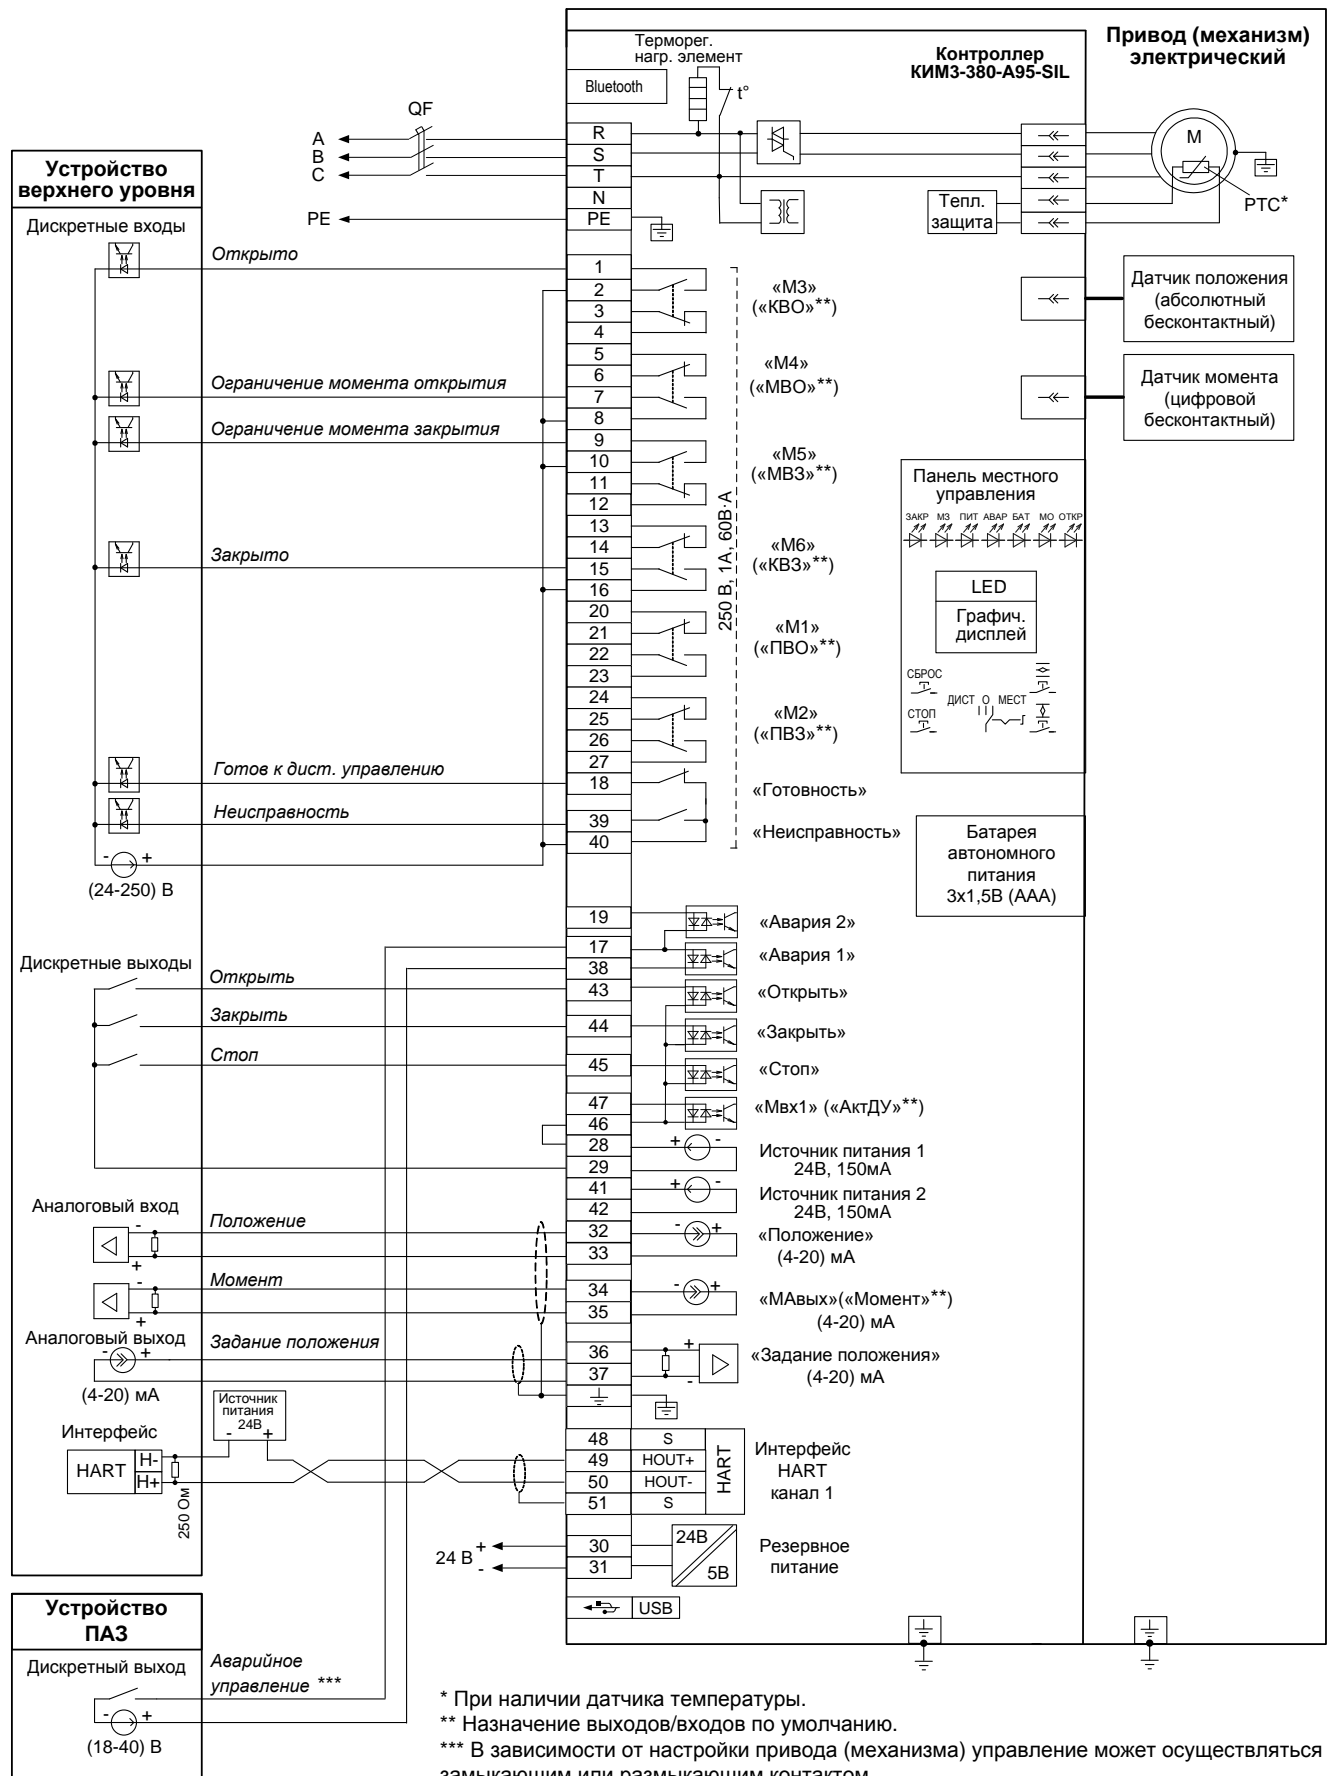 Привод (механизм)
электрический
Контроллер
КИМ3-380-А95-SIL
Терморег.
нагр. элемент
Bluetooth
t°
QF
A
B
C
PE
R
S
T
N
PE
M
Тепл.
защита
PTC*
Устройство
верхнего уровня
Дискретные входы
Открыто
1
2
3
4
«М3»
(«КВО»**)
Датчик положения
(абсолютный
бесконтактный)
5
6
7
8
«М4»
(«МВО»**)
Ограничение момента открытия
Датчик момента
(цифровой
бесконтактный)
Ограничение момента закрытия
9
10
11
12
«М5»
(«МВЗ»**)
250 В, 1А, 60В·А
Панель местного
управления
ЗАКР МЗ ПИТ АВАР БАТ МО ОТКР
Закрыто
13
14
15
16
«М6»
(«КВЗ»**)
LED
Графич.
дисплей
20
21
22
23
«М1»
(«ПВО»**)
СБРОС
ДИСТ О МЕСТ
СТОП
24
25
26
27
«М2»
(«ПВЗ»**)
Готов к дист. управлению
18
«Готовность»
Неисправность
39
40
«Неисправность»
- +
(24-250) В
Батарея
автономного
питания
3х1,5В (ААА)
19
«Авария 2»
17
38
«Авария 1»
Дискретные выходы
Открыть
43
«Открыть»
Закрыть
44
«Закрыть»
Стоп
45
«Стоп»
47
46
«Мвх1» («АктДУ»**)
28
29
+ -
Источник питания 1
24В, 150мА
41
42
+ -
Источник питания 2
24В, 150мА
Аналоговый вход
Положение
- +
32
33
- +
«Положение»
(4-20) мА
Момент
- +
34
35
- +
«МАвых»(«Момент»**)
(4-20) мА
Аналоговый выход
Задание положения
- +
(4-20) мА
36
37
+ -
«Задание положения»
(4-20) мА
Источник
питания
24В
- +
Интерфейс
HART
H-
H+
250 Ом
48 S
49 HOUT+
50 HOUT-
51 S
HART
Интерфейс
HART
канал 1
24 В
+
-
30
31
24В
5В
Резервное
питание
USB
Устройство
ПАЗ
Дискретный выход
Аварийное
управление ***
- +
(18-40) В
* При наличии датчика температуры.
** Назначение выходов/входов по умолчанию.
*** В зависимости от настройки привода (механизма) управление может осуществляться
замыкающим или размыкающим контактом